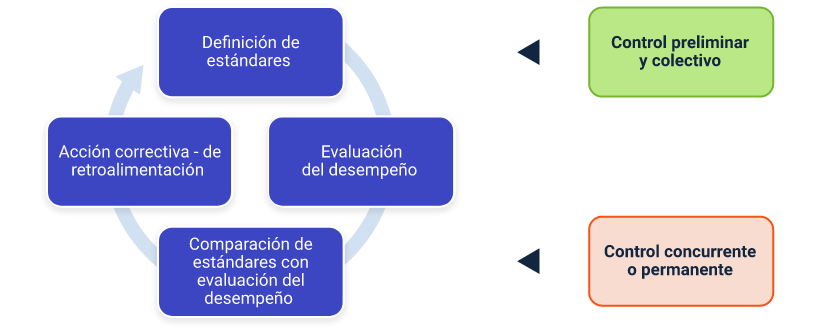 Definición de
estándares
Control preliminar
y colectivo
Acción correctiva - de
retroalimentación
Evaluación
del desempeño
Comparación de
estándares con
evaluación del
desempeño
Control concurrente
o permanente